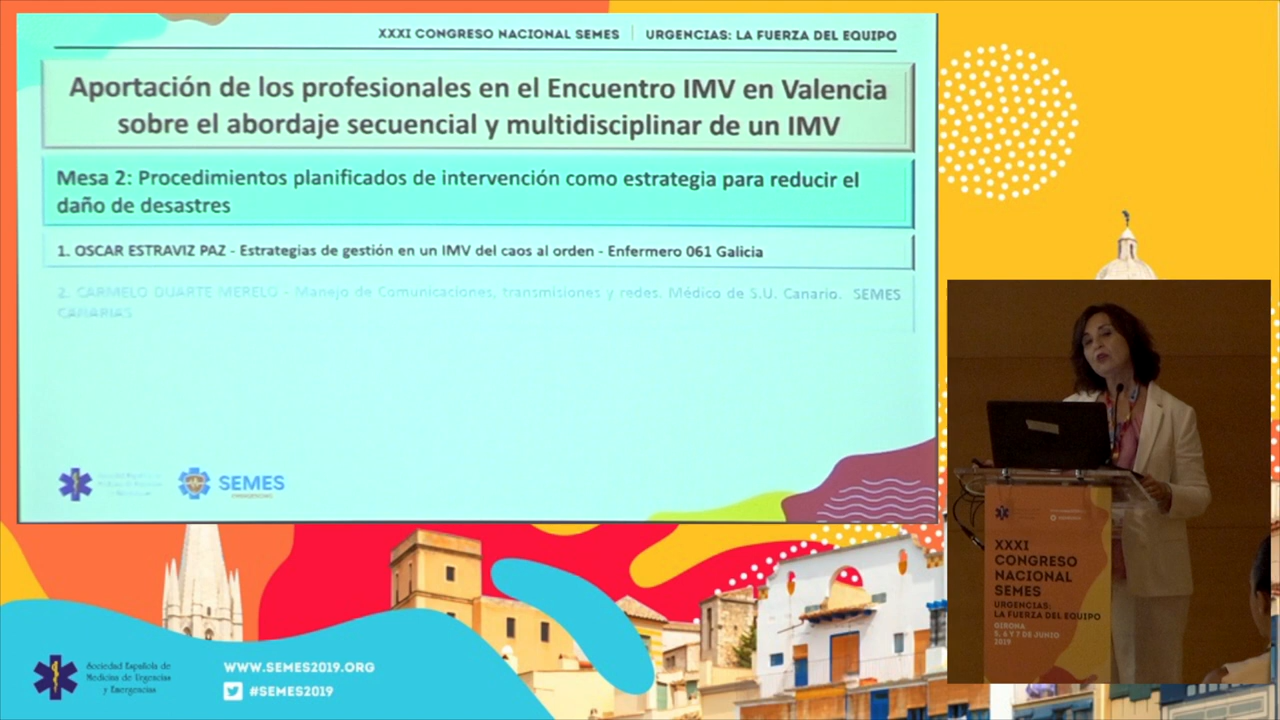 XXXI CONGRESO NACIONAL SEMES | URGENCIAS: LA FUERZA DEL EQUIPO
Aportación de los profesionales en el Encuentro IMV en Valencia
sobre el abordaje secuencial y multidisciplinar de un IMV
Mesa 2: Procedimientos planificados de intervención como estrategia para reducir el
daño de desastres
1. OSCAR ESTRAVIZ PAZ - Estrategias de gestión en un IMV del caos al orden - Enfermero 061 Galicia
2. CARMELO DUARTE MERELO - Manejo de Comunicaciones, transmisiones y redes. Médico de S.U. Canario. SEMES
CANARIAS
SEMES
XXXI
CONGRESO
NACIONAL
SEMES
URGENCIAS:
LA FUERZA DEL EQUIPO
GIRONA
5, 6 Y 7 DE JUNIO
2019
Sociedad Española de
Medicina de Urgencias
y Emergencias
WWW.SEMES2019.ORG
#SEMES2019